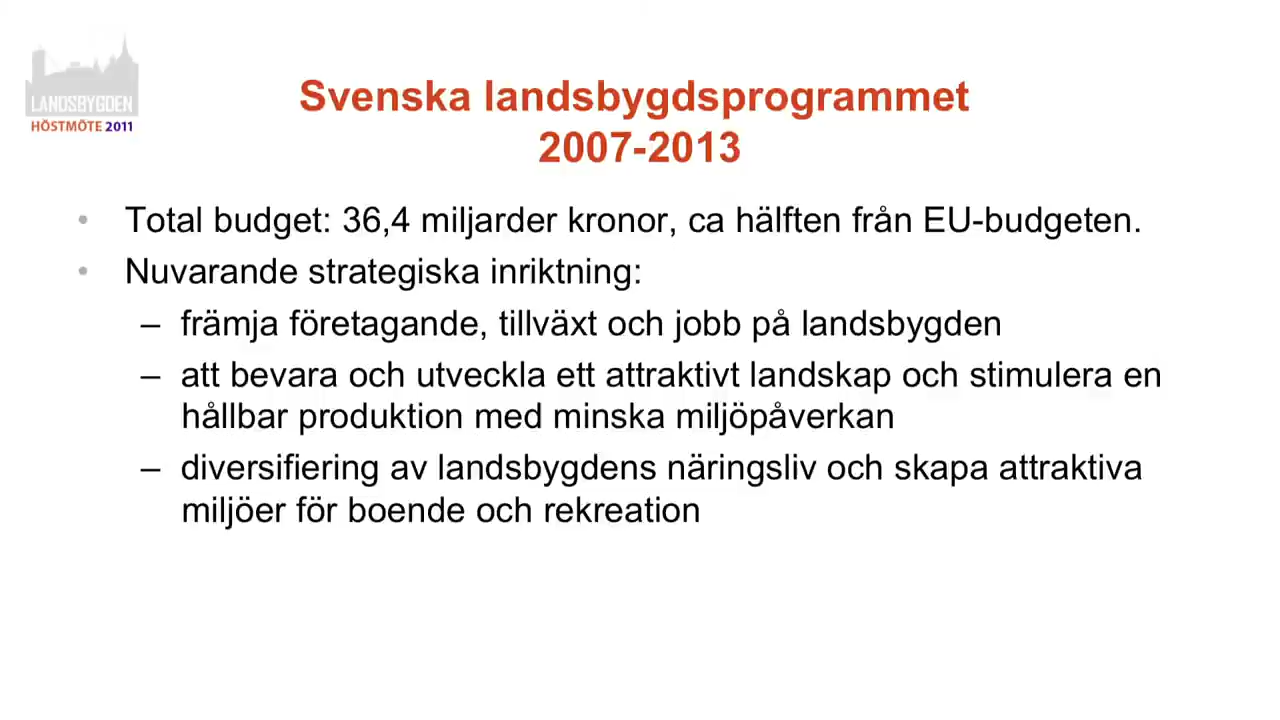 LANDSBYGDEN
HÖSTMÖTE 2011
Svenska landsbygdsprogrammet
2007-2013
• Total budget: 36,4 miljarder kronor, ca hälften från EU-budgeten.
• Nuvarande strategiska inriktning:
– främja företagande, tillväxt och jobb på landsbygden
– att bevara och utveckla ett attraktivt landskap och stimulera en
hållbar produktion med minska miljöpåverkan
– diversifiering av landsbygdens näringsliv och skapa attraktiva
miljöer för boende och rekreation